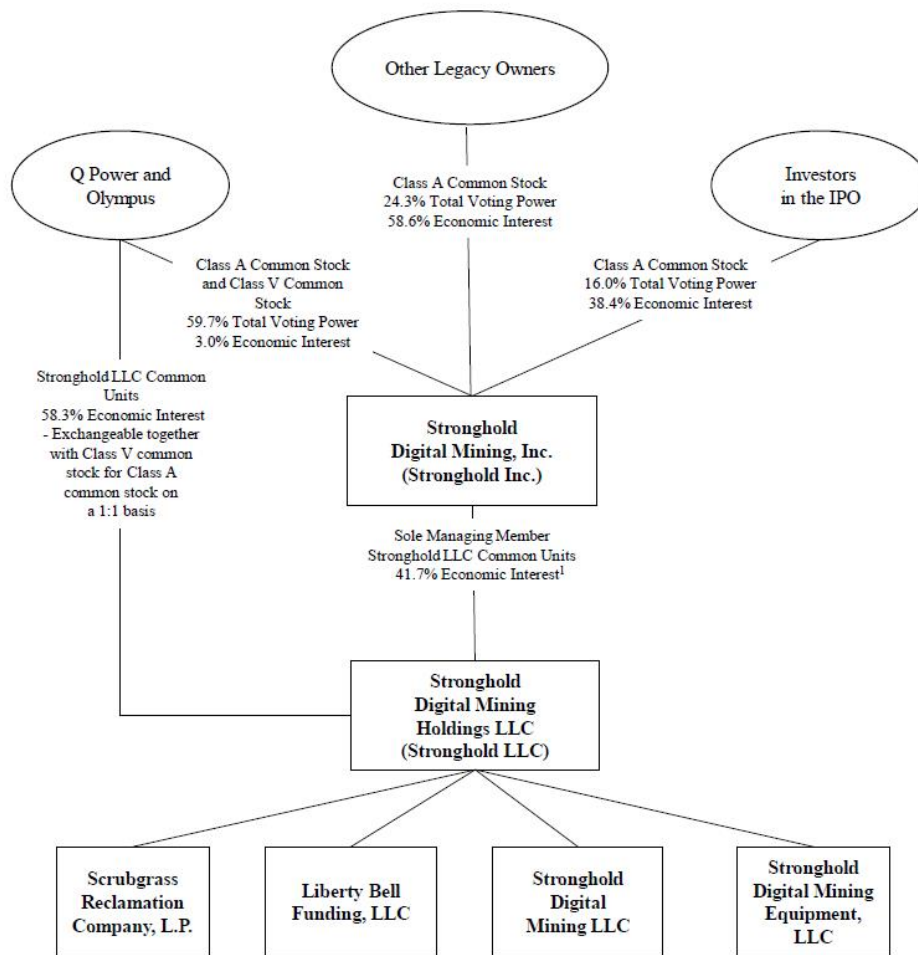 Other Legacy Owners
Q Power and
Olympus
Investors
in the IPO
Class A Common Stock
24.3% Total Voting Power
58.6% Economic Interest
Class A Common Stock
and Class V Common
Stock
59.7% Total Voting Power
3.0% Economic Interest
Class A Common Stock
16.0% Total Voting Power
38.4% Economic Interest
Stronghold LLC Common
Units
58.3% Economic Interest
- Exchangeable together
with Class V common
stock for Class A
common stock on
a 1:1 basis
Stronghold
Digital Mining, Inc.
(Stronghold Inc.)
Sole Managing Member
Stronghold LLC Common Units
41.7% Economic Interest¹
Stronghold
Digital Mining
Holdings LLC
(Stronghold LLC)
Scrubgrass
Reclamation
Company, L.P.
Liberty Bell
Funding, LLC
Stronghold
Digital
Mining LLC
Stronghold
Digital Mining
Equipment,
LLC